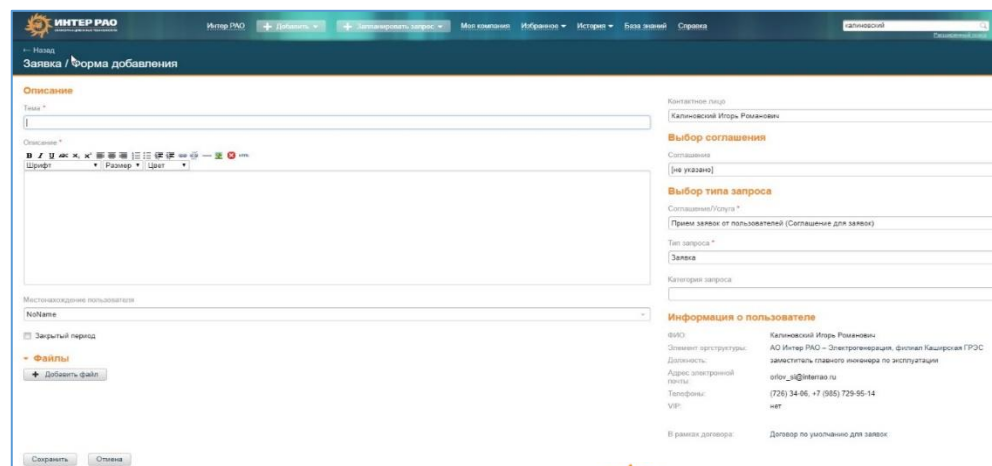 ИНТЕР РАО
Интер РАО + Добавить + Запланировать запрос Моя компания Избранное История База знаний Справка
калиновский
← Назад
Заявка / Форма добавления
Описание
Тема *
Описание *
B I U ABC ×, ×'
Шрифт Размер Цвет
Местонахождение пользователя
NoName
Закрытый период
Файлы
+ Добавить файл
Сохранить Отмена
Контактное лицо
Калиновский Игорь Романович
Выбор соглашения
Соглашение
[не указано]
Выбор типа запроса
Соглашение/Услуга *
Прием заявок от пользователей (Соглашение для заявок)
Тип запроса *
Заявка
Категория запроса
Информация о пользователе
ФИО: Калиновский Игорь Романович
Элемент оргструктуры: АО Интер РАО – Электрогенерация, филиал Каширская ГРЭС
Должность: заместитель главного инженера по эксплуатации
Адрес электронной почты: orlov_si@interrao.ru
Телефоны: (726) 34-06, +7 (985) 729-95-14
VIP: нет
В рамках договора: Договор по умолчанию для заявок